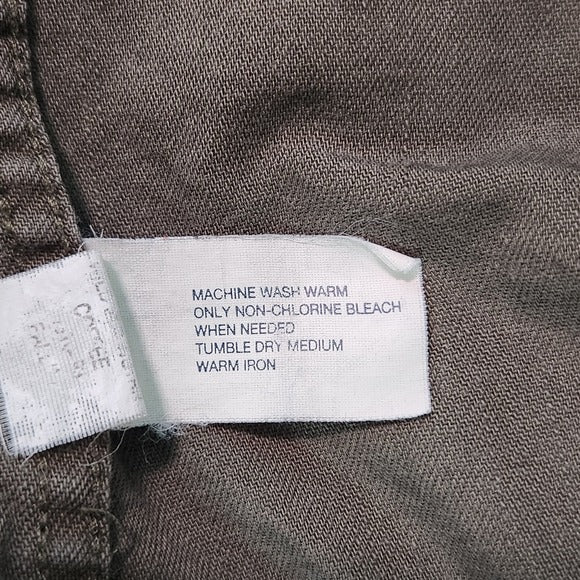 MACHINE WASH WARM
ONLY NON-CHLORINE BLEACH
WHEN NEEDED
TUMBLE DRY MEDIUM
WARM IRON